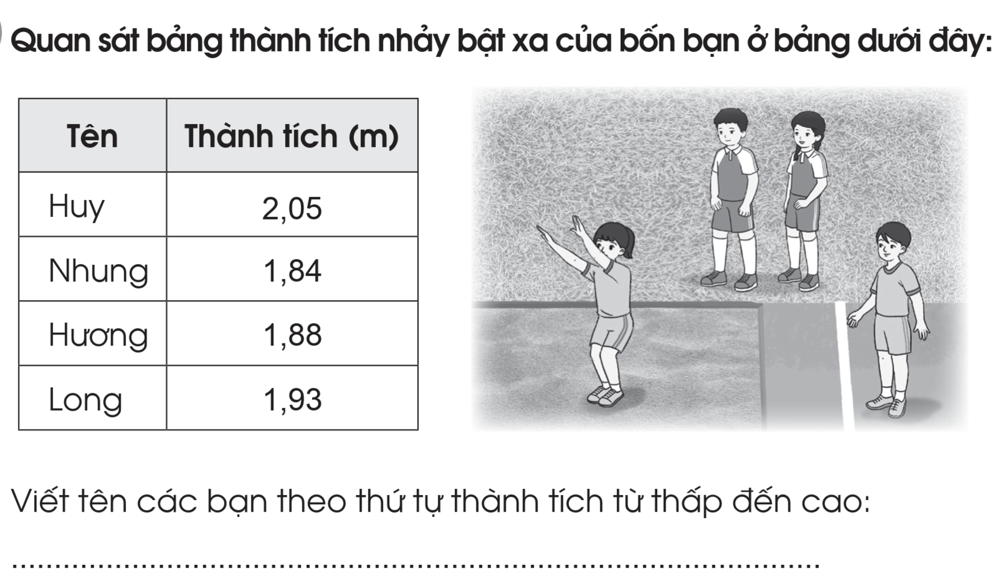 Quan sát bảng thành tích nhảy bật xa của bốn bạn ở bảng dưới đây:
Tên Thành tích (m)
Huy 2,05
Nhung 1,84
Hương 1,88
Long 1,93
Viết tên các bạn theo thứ tự thành tích từ thấp đến cao:
................................................................................................